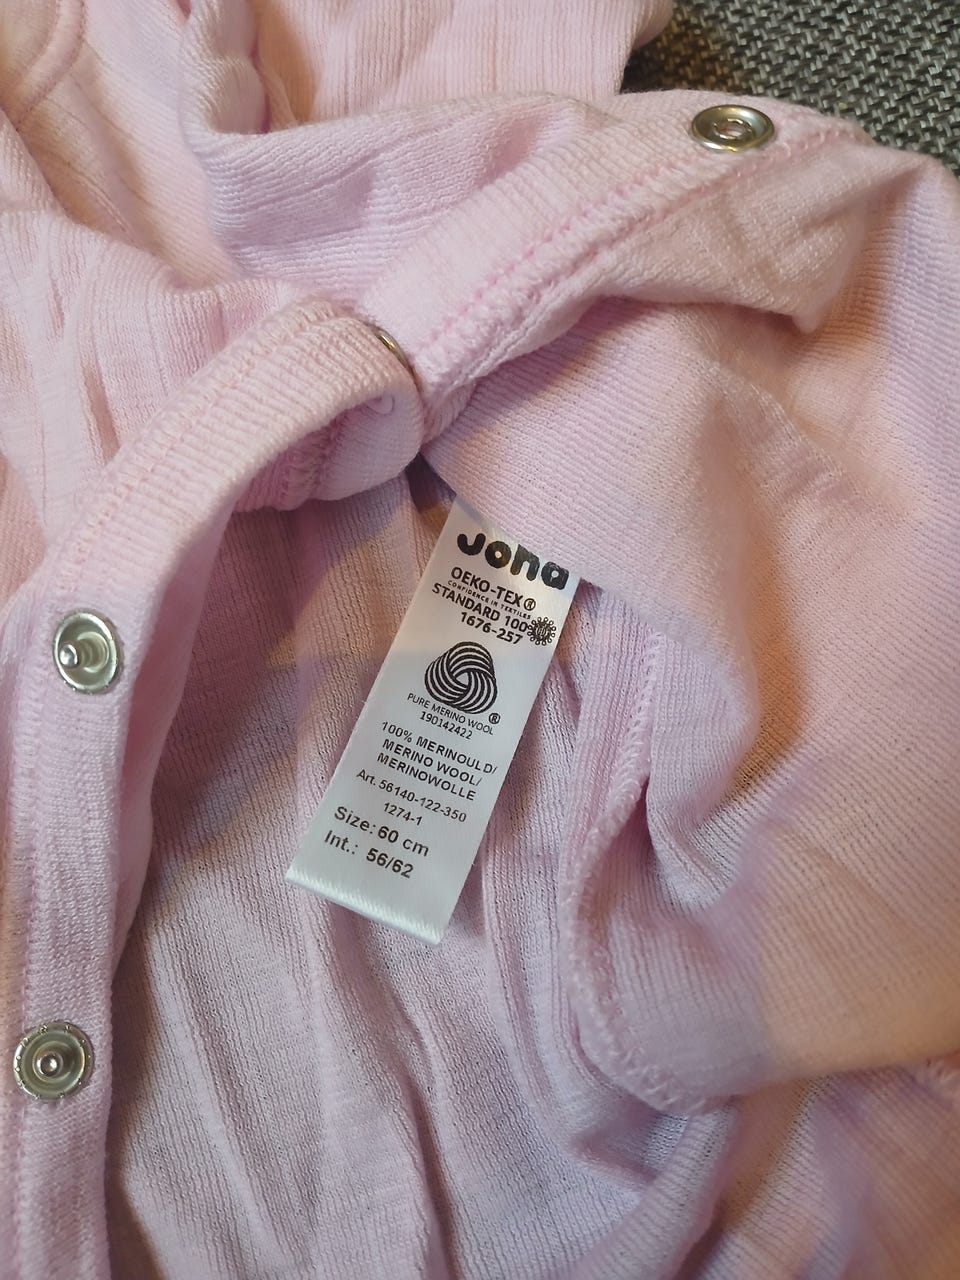 Joha
OEKO-TEX®
CONFIDENCE IN TEXTILES
STANDARD 100
1676-257
PURE MERINO WOOL ®
190142422
100% MERINOULD/
MERINO WOOL/
MERINOWOLLE
Art. 56140-122-350
1274-1
Size: 60 cm
Int.: 56/62